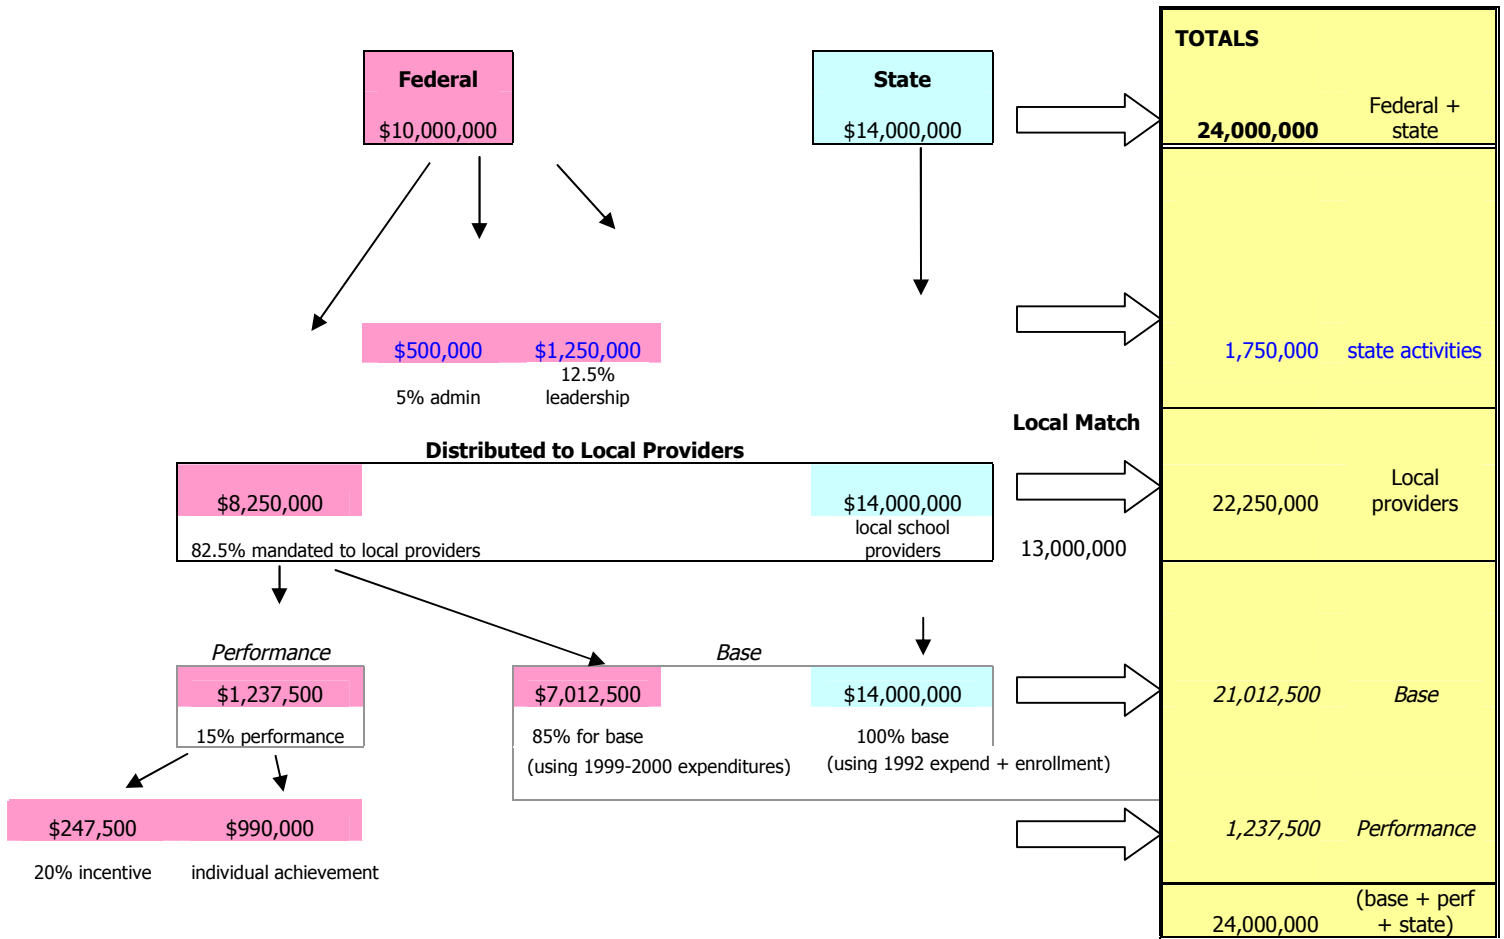 TOTALS
Federal
State
$10,000,000
$14,000,000
24,000,000
Federal +
state
$500,000
$1,250,000
1,750,000
state activities
5% admin
12.5%
leadership
Local Match
Distributed to Local Providers
$8,250,000
$14,000,000
22,250,000
Local
providers
82.5% mandated to local providers
local school
providers
13,000,000
Performance
Base
$1,237,500
$7,012,500
$14,000,000
21,012,500
Base
15% performance
85% for base
100% base
(using 1999-2000 expenditures)
(using 1992 expend + enrollment)
$247,500
$990,000
1,237,500
Performance
20% incentive
individual achievement
24,000,000
(base + perf
+ state)